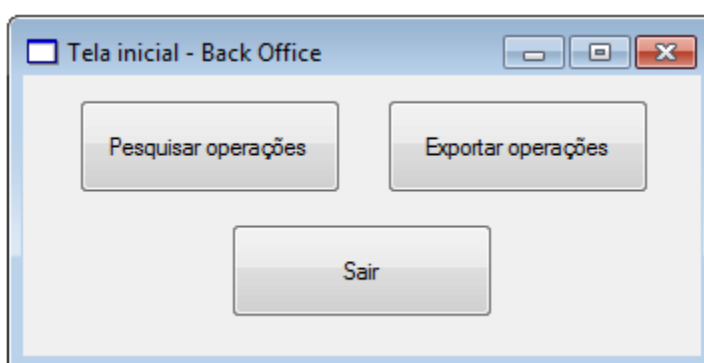 Tela inicial - Back Office
Pesquisar operações
Exportar operações
Sair